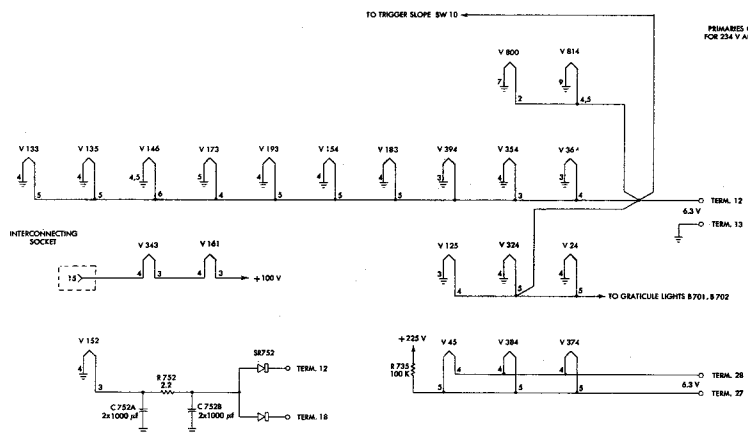 TO TRIGGER SLOPE SW 10
PRIMARIES
FOR 234 V
V 800 V 814
7 2 9 4,5
V 133 V 135 V 146 V 173 V 193 V 154 V 183 V 394 V 354
4 5 4 5 4,5 6 5 4 4 5 4 5 4 5 3 4 4 3 3 4
TERM. 12
6.3 V
TERM. 13
INTERCONNECTING
SOCKET
15
V 343 V 161
4 3 4 3
+100 V
V 125 V 324 V 24
3 4 4 5 4 5
TO GRATICULE LIGHTS B701, B702
V 152
4 3
R 752
2.2
SR752
TERM. 12
C 752A
2x1000 μf
C 752B
2x1000 μf
TERM. 18
+225 V
R 735
100 K
V 45 V 384 V 374
4 5 4 5 4 5
TERM. 28
6.3 V
TERM. 27